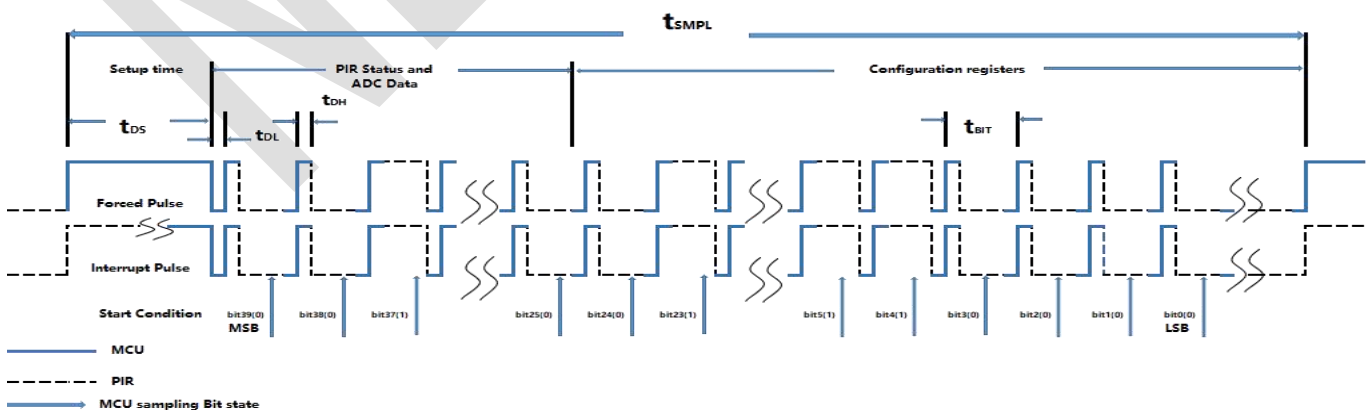 tSMPL
Setup time
PIR Status and
ADC Data
Configuration registers
tDH
tDS
tDL
tBIT
Forced Pulse
Interrupt Pulse
Start Condition
bit39(0)
MSB
bit38(0)
bit37(1)
bit25(0)
bit24(0)
bit23(1)
bit5(1)
bit4(1)
bit3(0)
bit2(0)
bit1(0)
bit0(0)
LSB
MCU
PIR
MCU sampling Bit state